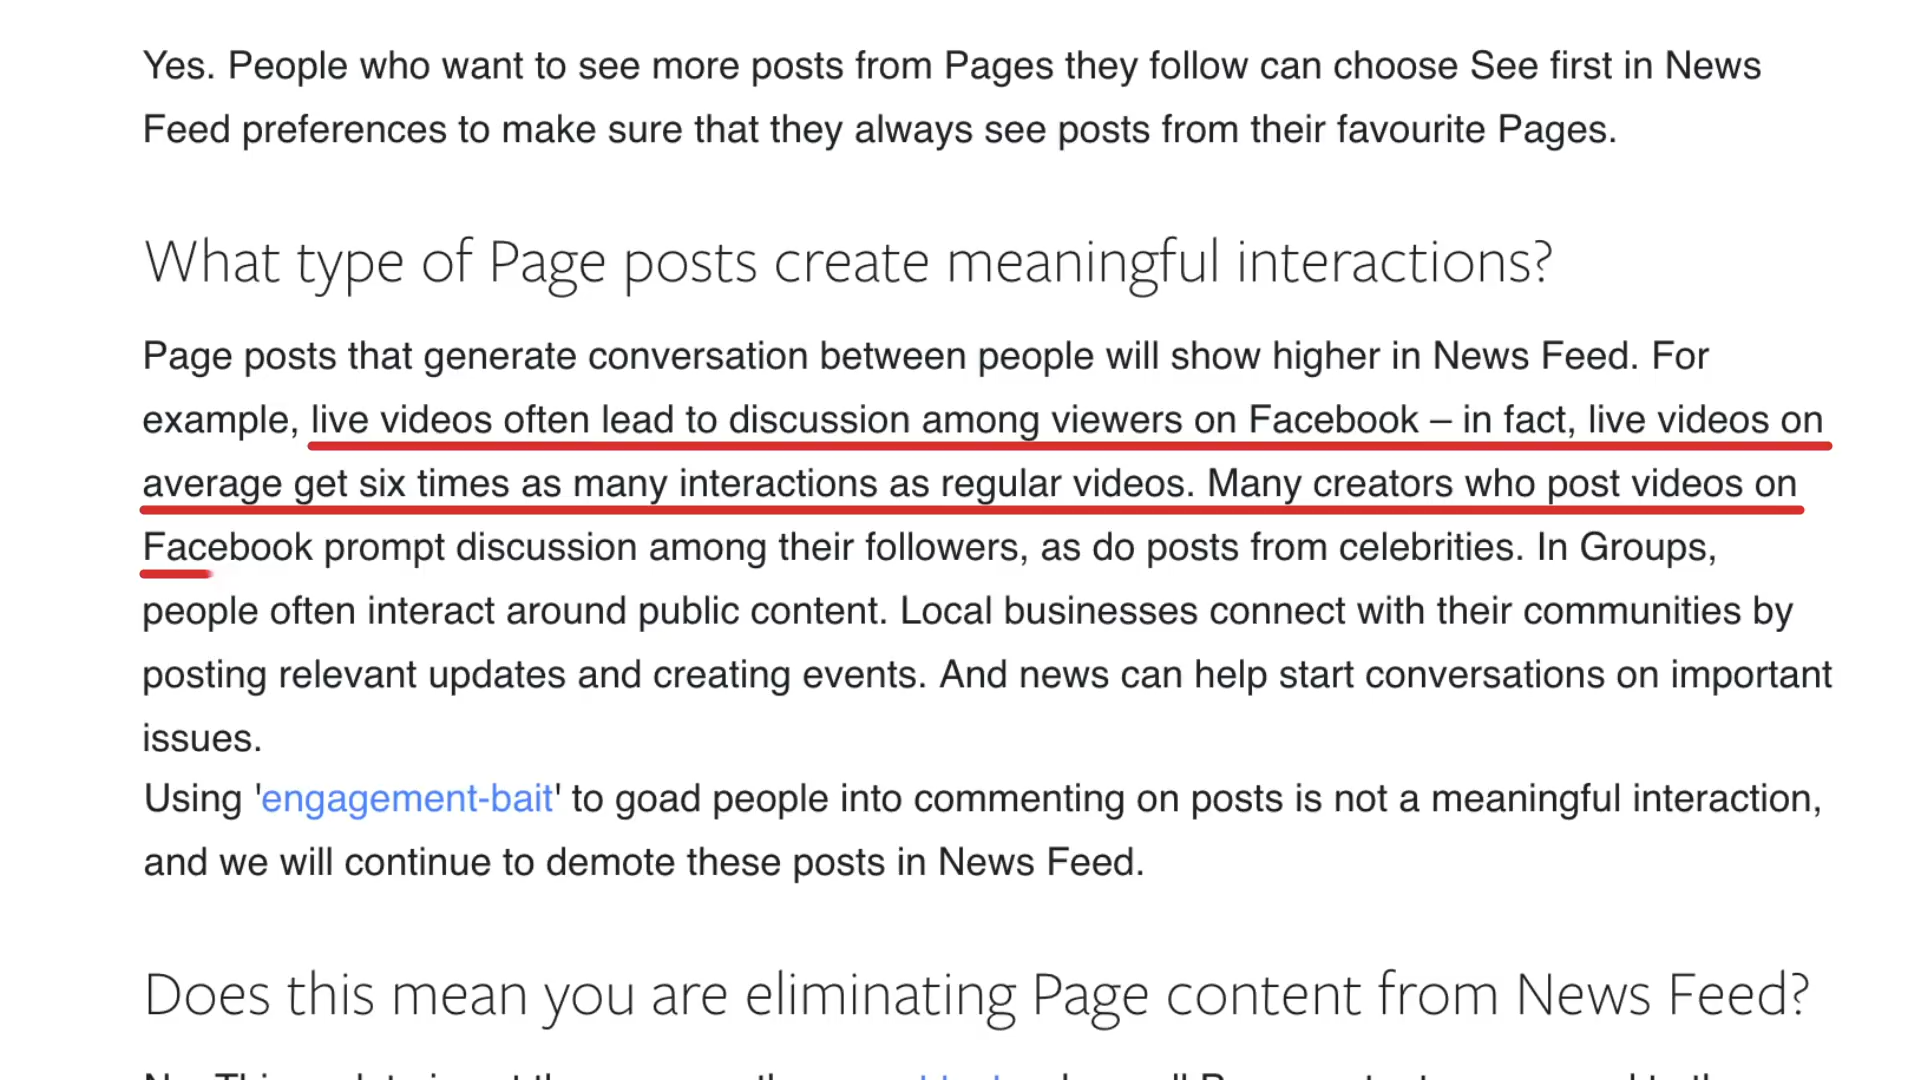 Yes. People who want to see more posts from Pages they follow can choose See first in News
Feed preferences to make sure that they always see posts from their favourite Pages.
What type of Page posts create meaningful interactions?
Page posts that generate conversation between people will show higher in News Feed. For
example, live videos often lead to discussion among viewers on Facebook – in fact, live videos on
average get six times as many interactions as regular videos. Many creators who post videos on
Facebook prompt discussion among their followers, as do posts from celebrities. In Groups,
people often interact around public content. Local businesses connect with their communities by
posting relevant updates and creating events. And news can help start conversations on important
issues.
Using 'engagement-bait' to goad people into commenting on posts is not a meaningful interaction,
and we will continue to demote these posts in News Feed.
Does this mean you are eliminating Page content from News Feed?